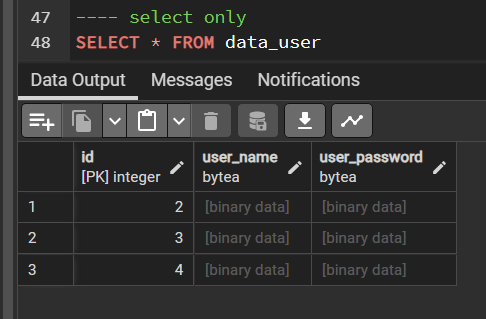 47 ---- select only
48 SELECT * FROM data_user
Data Output Messages Notifications
id user_name user_password
[PK] integer bytea bytea
1 2 [binary data] [binary data]
2 3 [binary data] [binary data]
3 4 [binary data] [binary data]